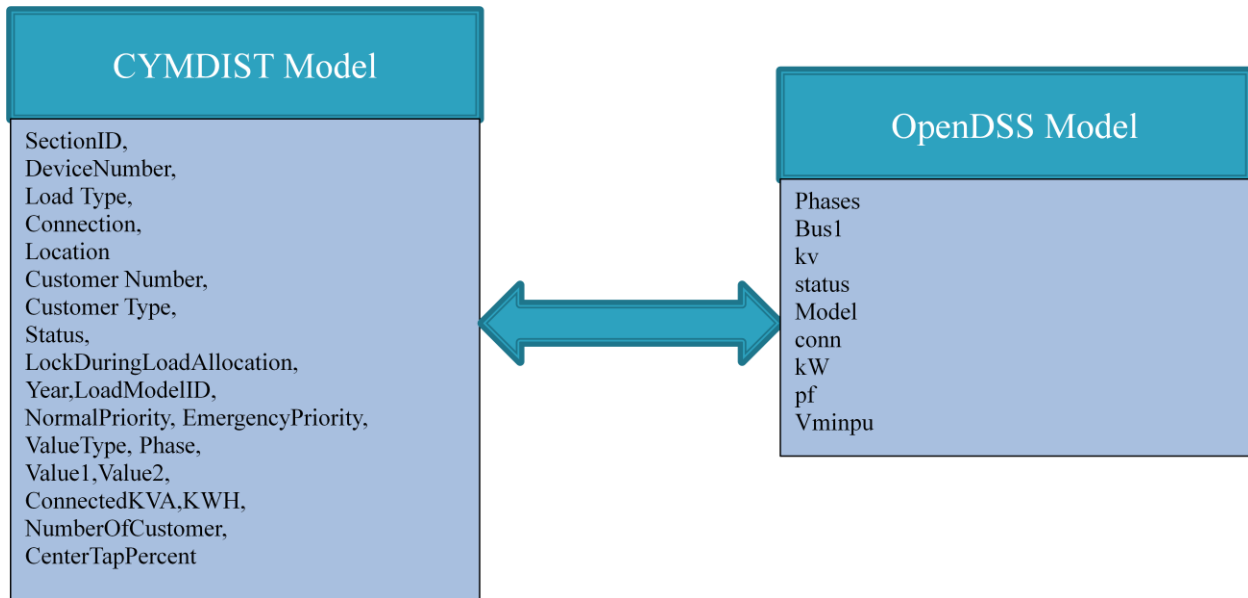 CYMDIST Model
SectionID,
DeviceNumber,
Load Type,
Connection,
Location
Customer Number,
Customer Type,
Status,
LockDuringLoadAllocation,
Year,LoadModelID,
NormalPriority, EmergencyPriority,
ValueType, Phase,
Value1,Value2,
ConnectedKVA,KWH,
NumberOfCustomer,
CenterTapPercent
OpenDSS Model
Phases
Bus1
kv
status
Model
conn
kW
pf
Vminpu